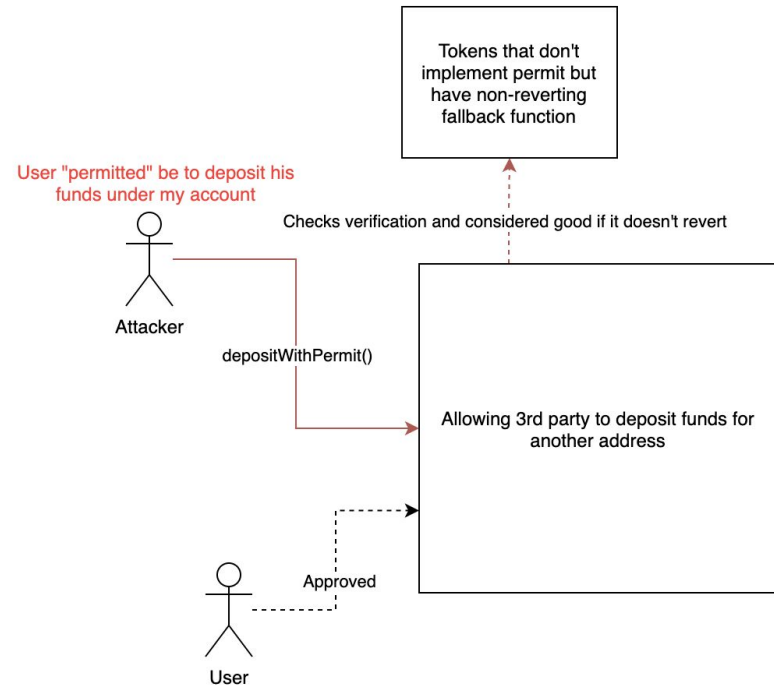 Tokens that don't
implement permit but
have non-reverting
fallback function
User "permitted" be to deposit his
funds under my account
Checks verification and considered good if it doesn't revert
Attacker
depositWithPermit()
Allowing 3rd party to deposit funds for
another address
Approved
User